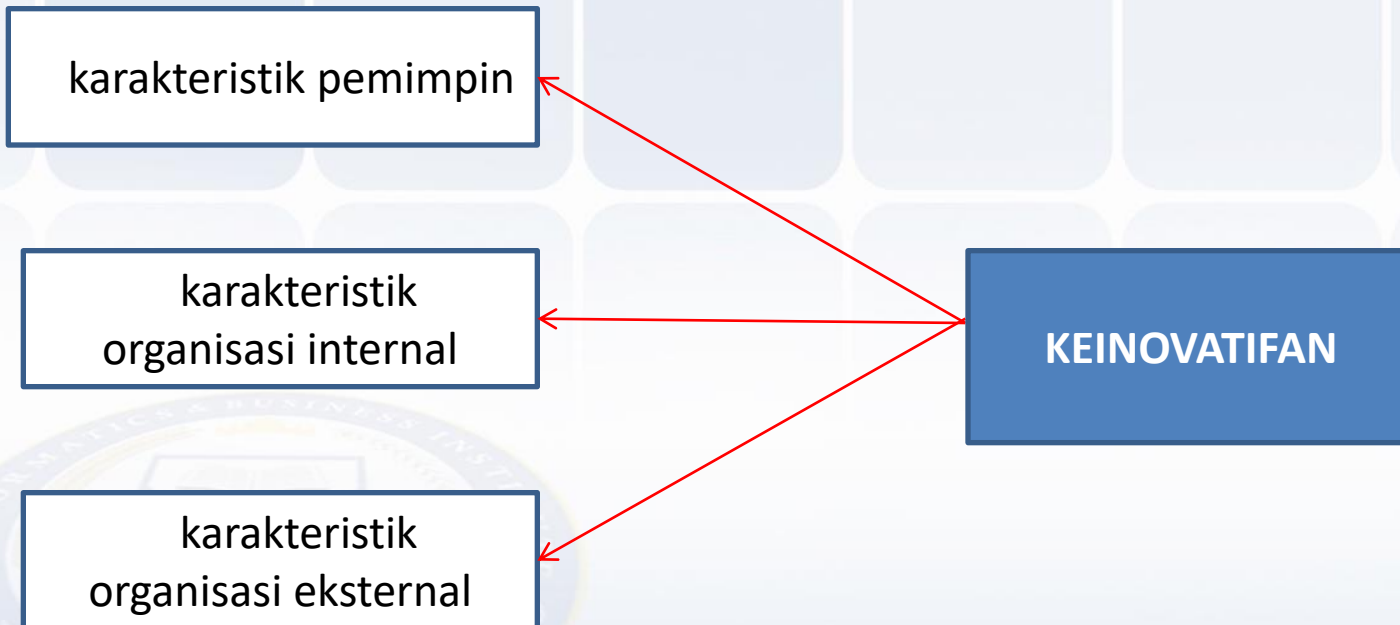 karakteristik pemimpin
karakteristik
organisasi internal
KEINOVATIFAN
karakteristik
organisasi eksternal